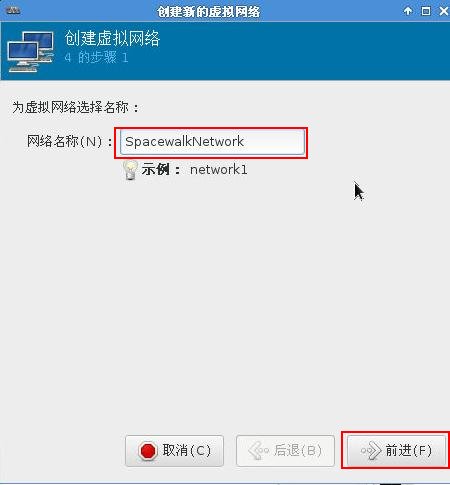 创建新的虚拟网络
创建虚拟网络
4 的步骤 1
为虚拟网络选择名称：
网络名称(N)： SpacewalkNetwork
示例： network1
取消(C) 后退(B) 前进(F)